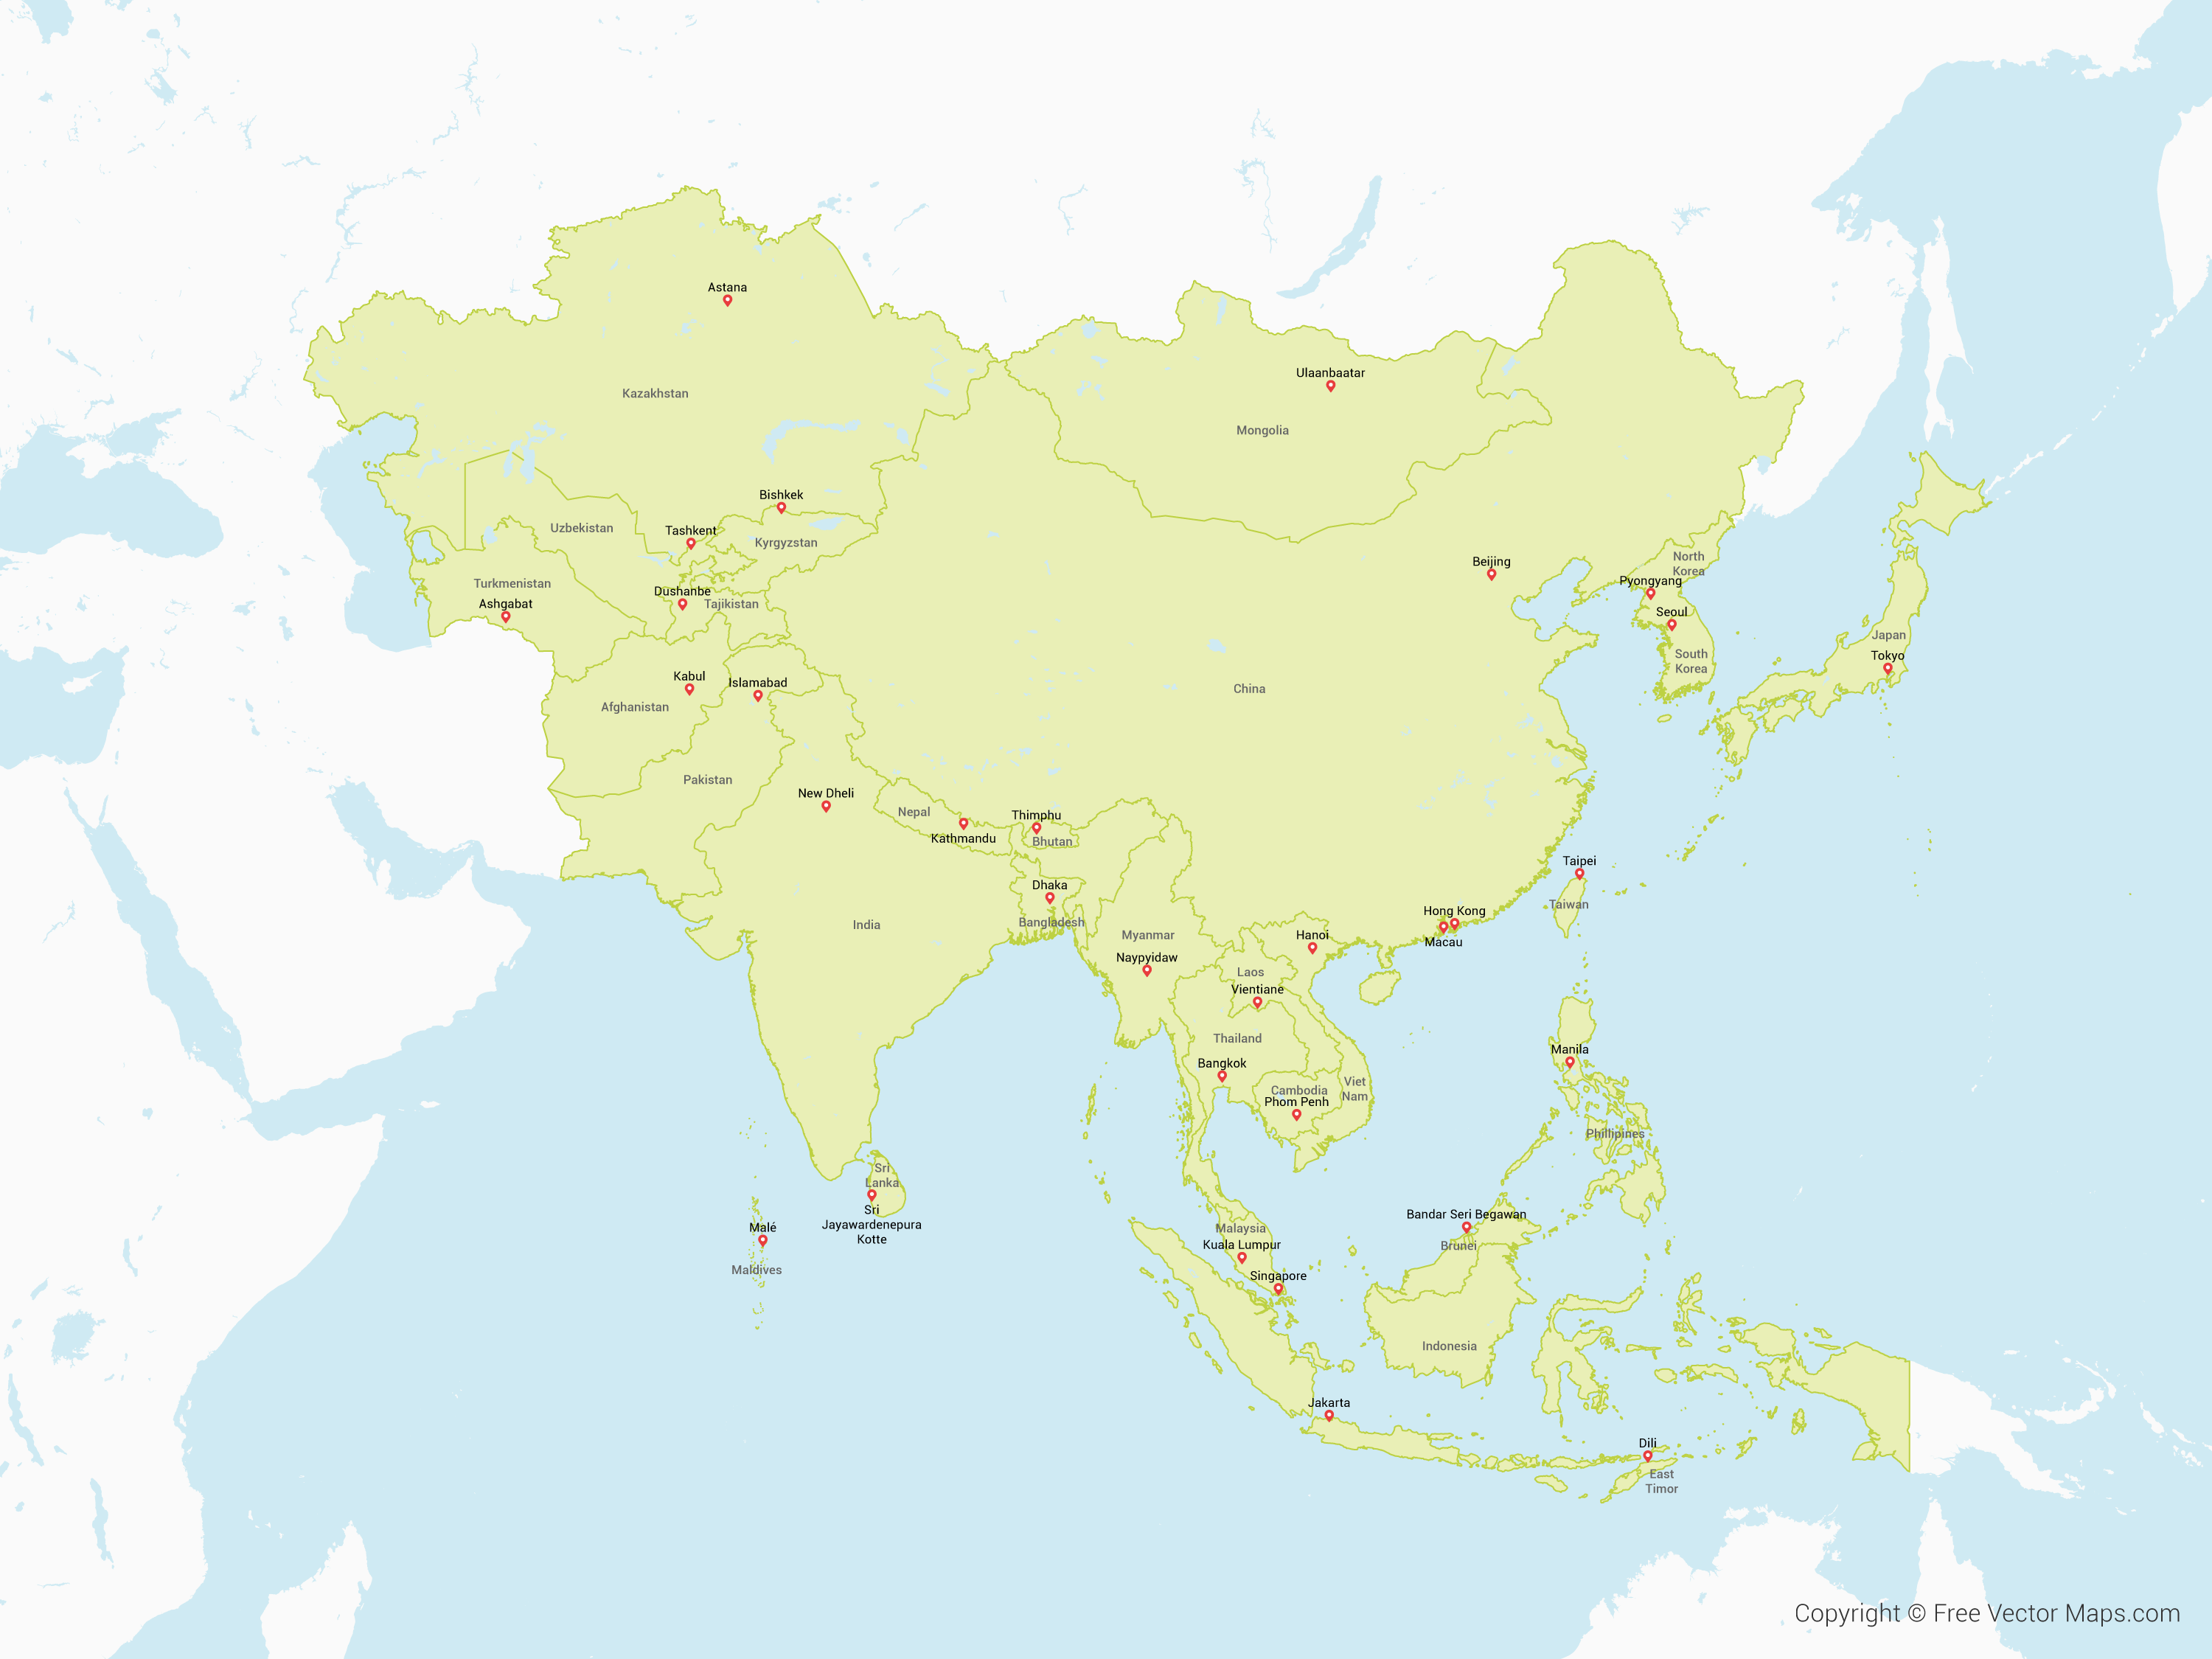 Astana
Ulaanbaatar
Kazakhstan
Mongolia
Bishkek
Uzbekistan
Tashkent
Kyrgyzstan
Beijing
North
Korea
Turkmenistan
Pyongyang
Dushanbe
Tajikistan
Ashgabat
Seoul
Japan
South
Korea
Tokyo
Kabul
Islamabad
China
Afghanistan
Pakistan
New Dheli
Nepal
Thimphu
Kathmandu
Bhutan
Taipei
Dhaka
Taiwan
Hong Kong
Bangladesh
India
Myanmar
Hanoi
Macau
Naypyidaw
Laos
Vientiane
Thailand
Manila
Bangkok
Viet
Nam
Cambodia
Phom Penh
Phillipines
Sri
Lanka
Sri
Jayawardenepura
Kotte
Malé
Bandar Seri Begawan
Malaysia
Kuala Lumpur
Brunei
Maldives
Singapore
Indonesia
Jakarta
Dili
East
Timor
Copyright © Free Vector Maps.com